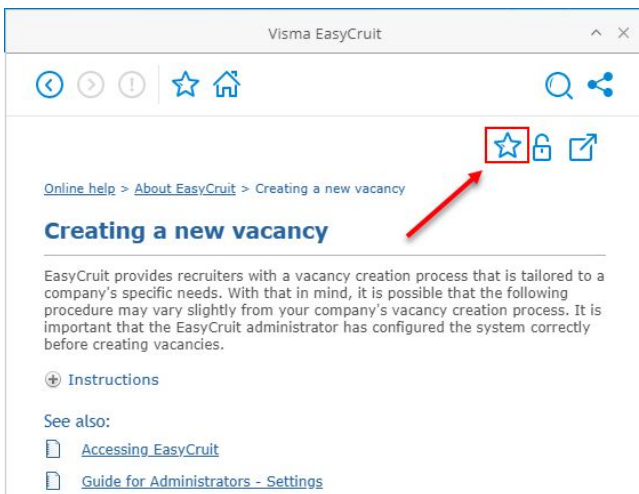 Visma EasyCruit
Online help > About EasyCruit > Creating a new vacancy
Creating a new vacancy
EasyCruit provides recruiters with a vacancy creation process that is tailored to a
company's specific needs. With that in mind, it is possible that the following
procedure may vary slightly from your company's vacancy creation process. It is
important that the EasyCruit administrator has configured the system correctly
before creating vacancies.
Instructions
See also:
Accessing EasyCruit
Guide for Administrators - Settings